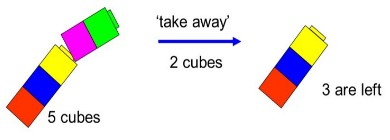 ‘take away’
2 cubes
5 cubes
3 are left